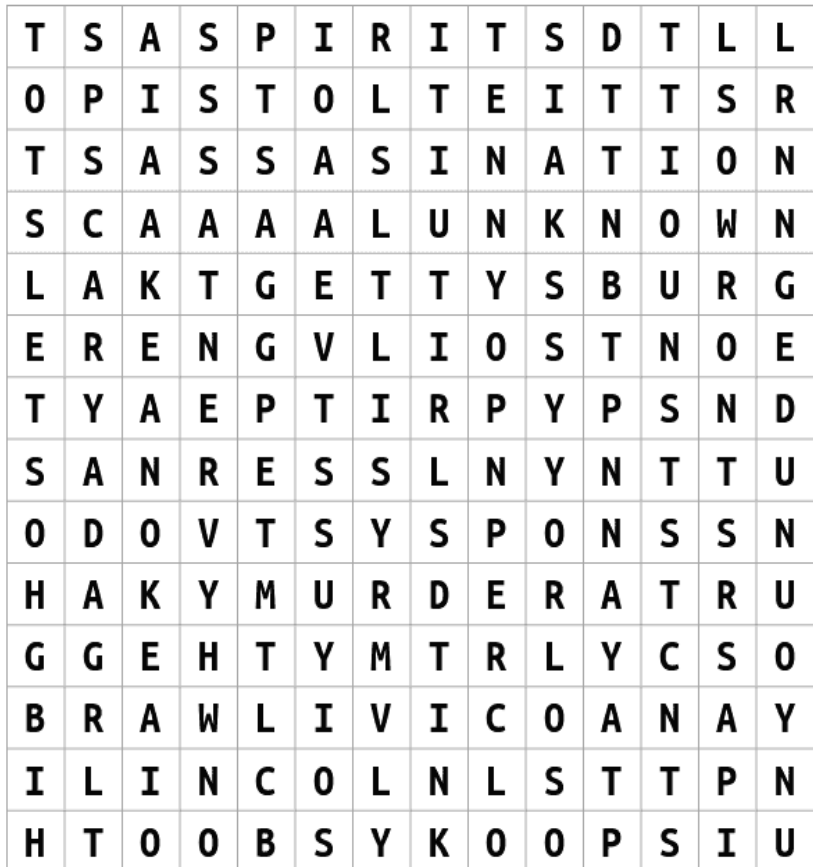 T S A S P I R I T S D T L L
O P I S T O L T E I T T S R
T S A S S A S I N A T I O N
S C A A A A L U N K N O W N
L A K T G E T T Y S B U R G
E R E N G V L I O S T N O E
T Y A E P T I R P Y P S N D
S A N R E S S L N Y N T T U
O D O V T S Y S P O N S S N
H A K Y M U R D E R A T R U
G G E H T Y M T R L Y C S O
B R A W L I V I C O A N A Y
I L I N C O L N L S T T P N
H T O O B S Y K O O P S I U